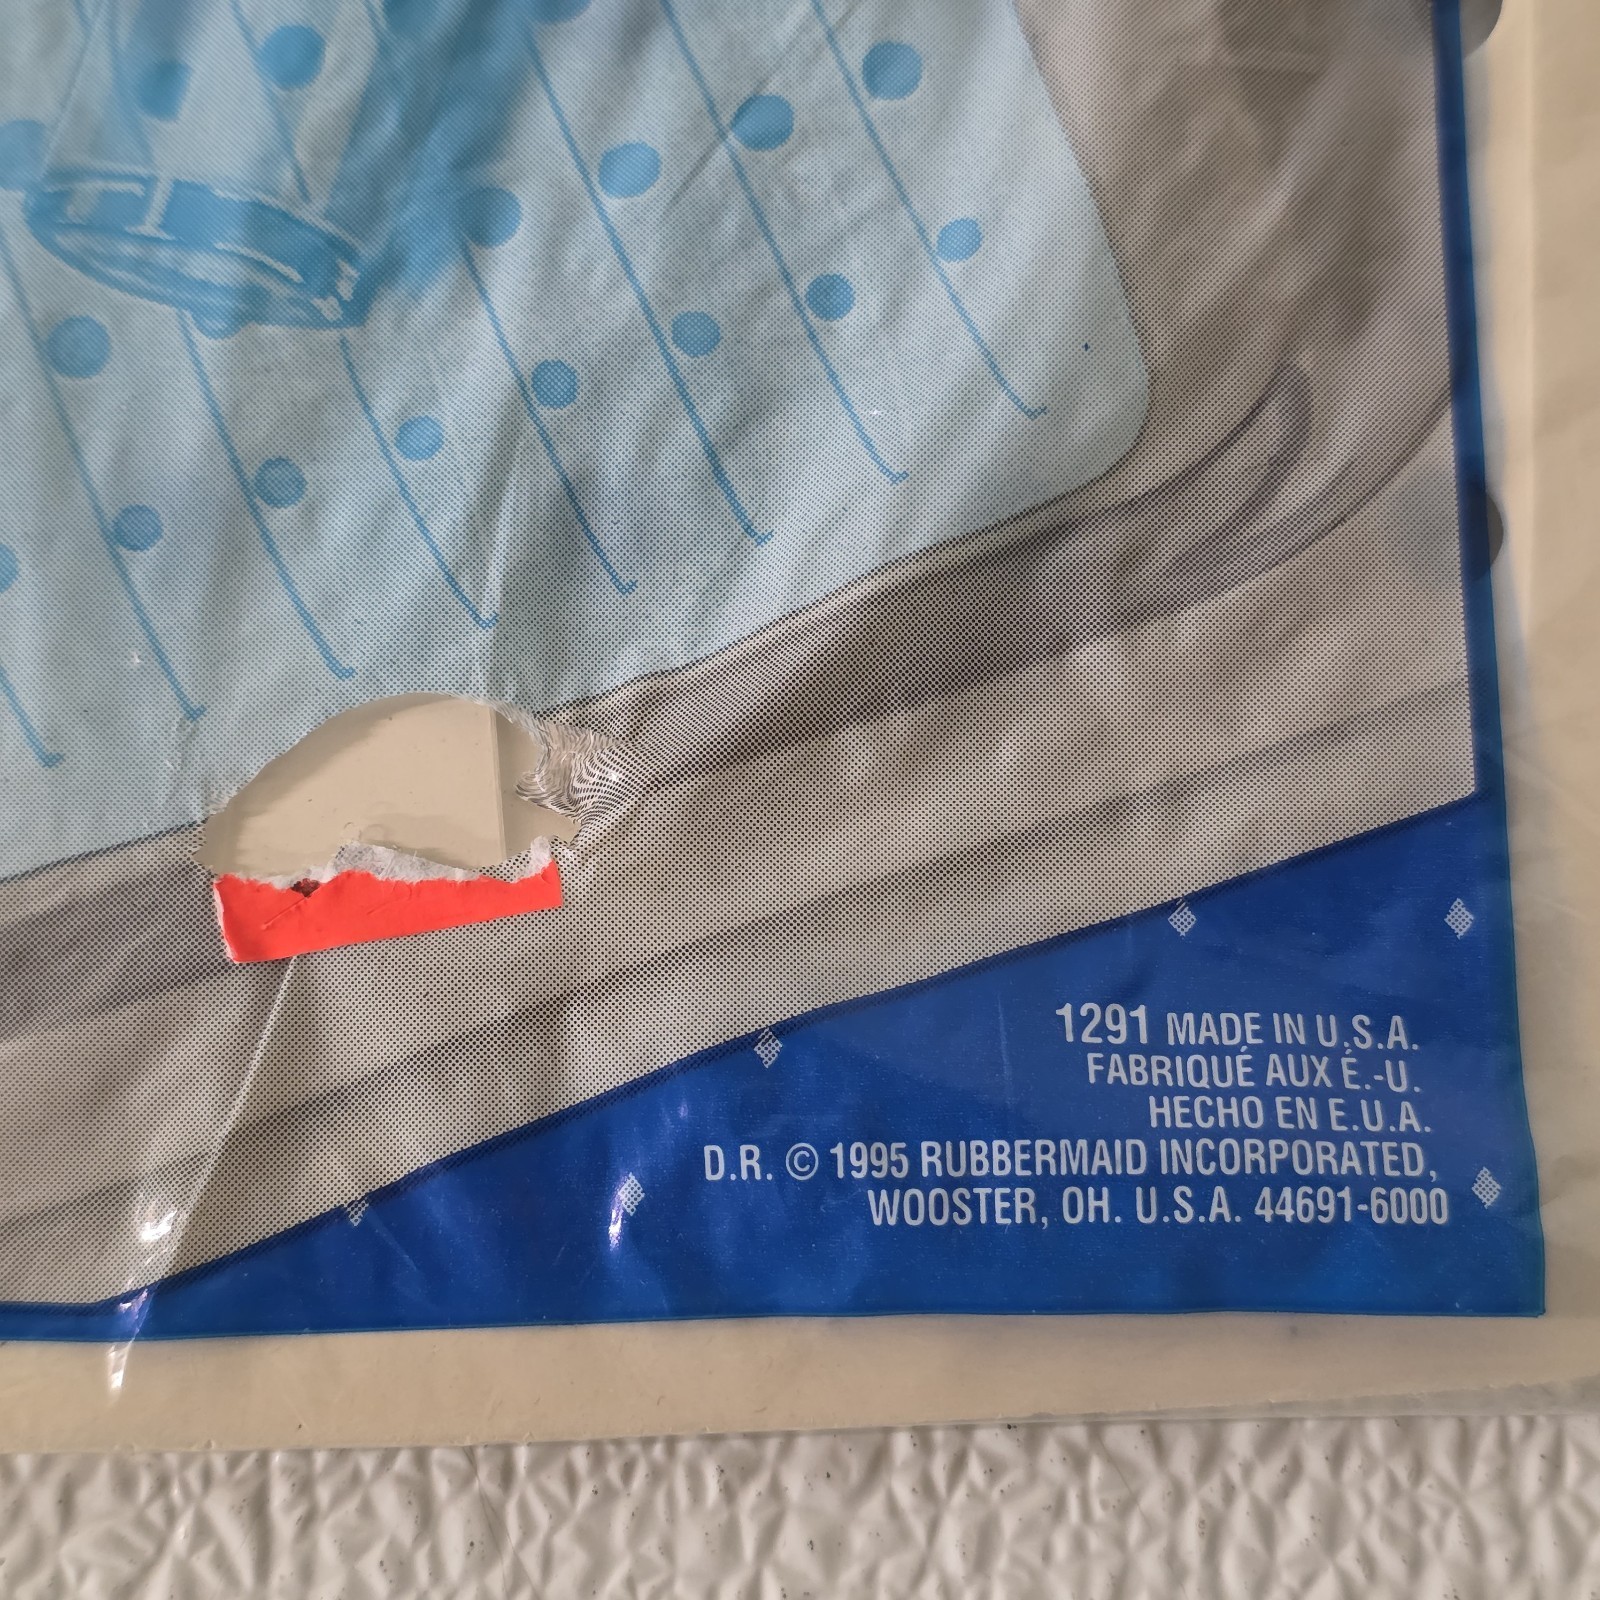 1291 MADE IN U.S.A.
FABRIQUÉ AUX É.-U.
HECHO EN E.U.A.
D.R. © 1995 RUBBERMAID INCORPORATED,
WOOSTER, OH. U.S.A. 44691-6000